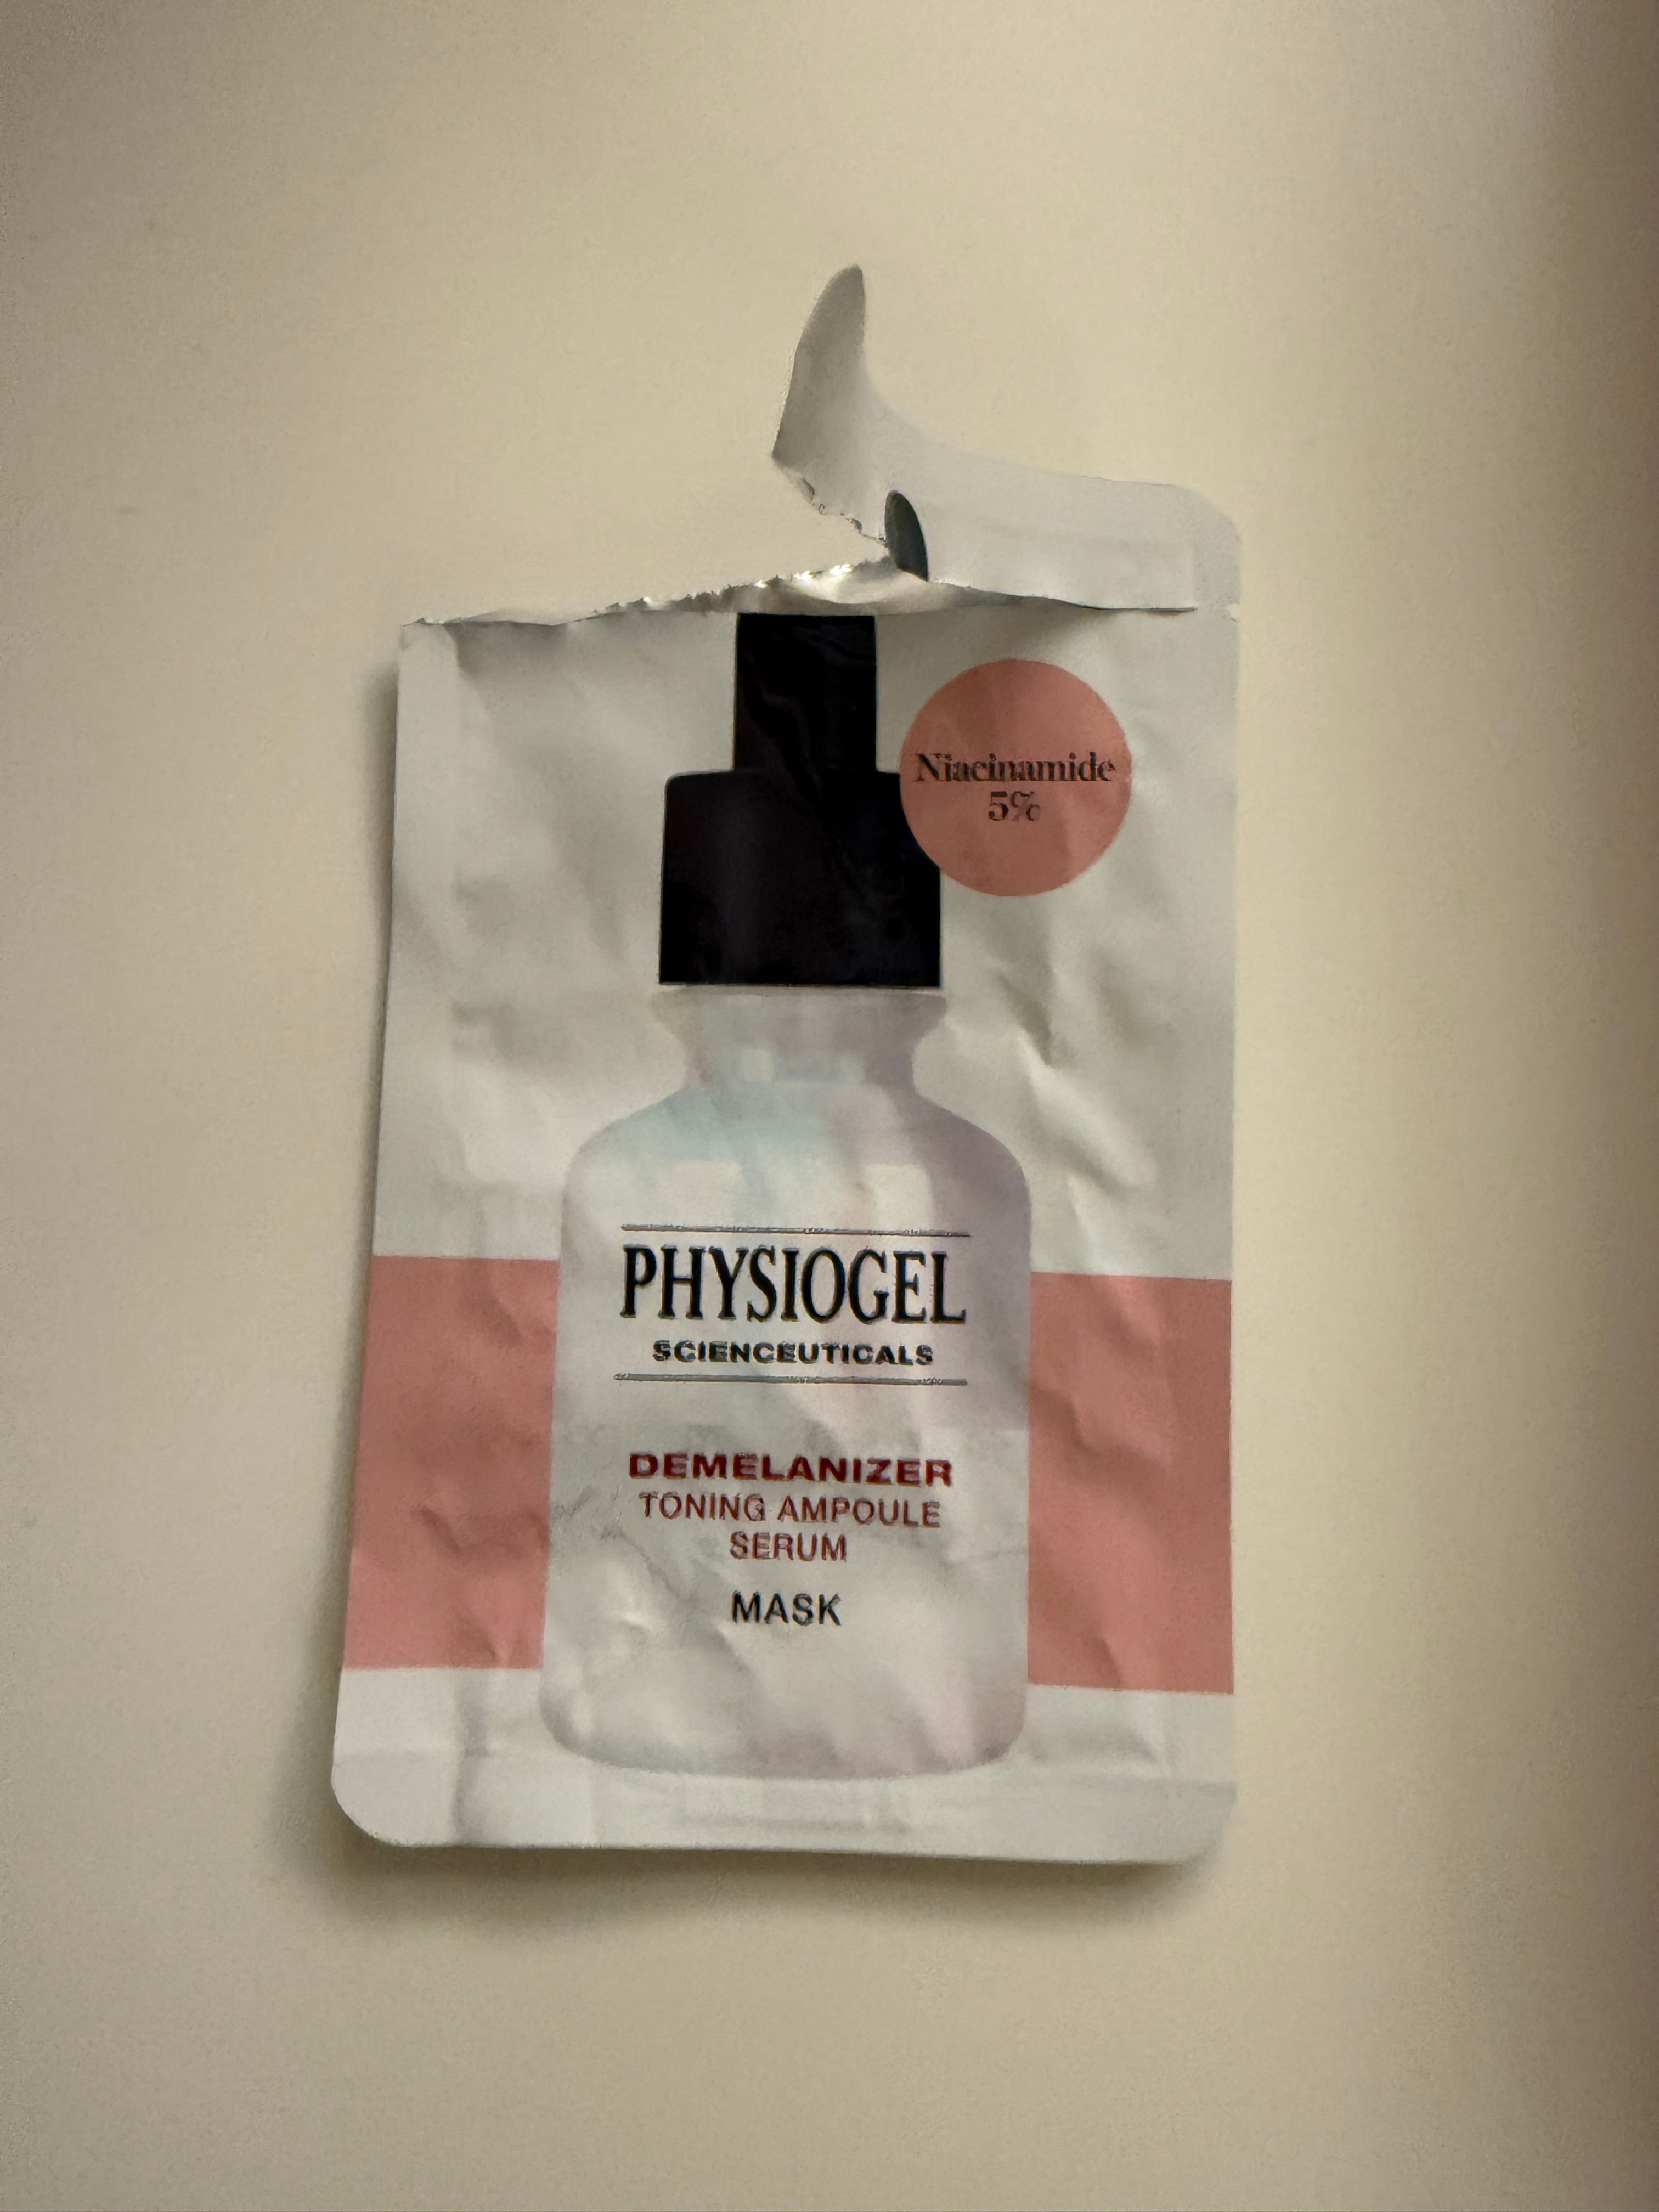 Niacinamide
5%
PHYSIOGEL
SCIENCEUTICALS
DEMELANIZER
TONING AMPOULE
SERUM
MASK